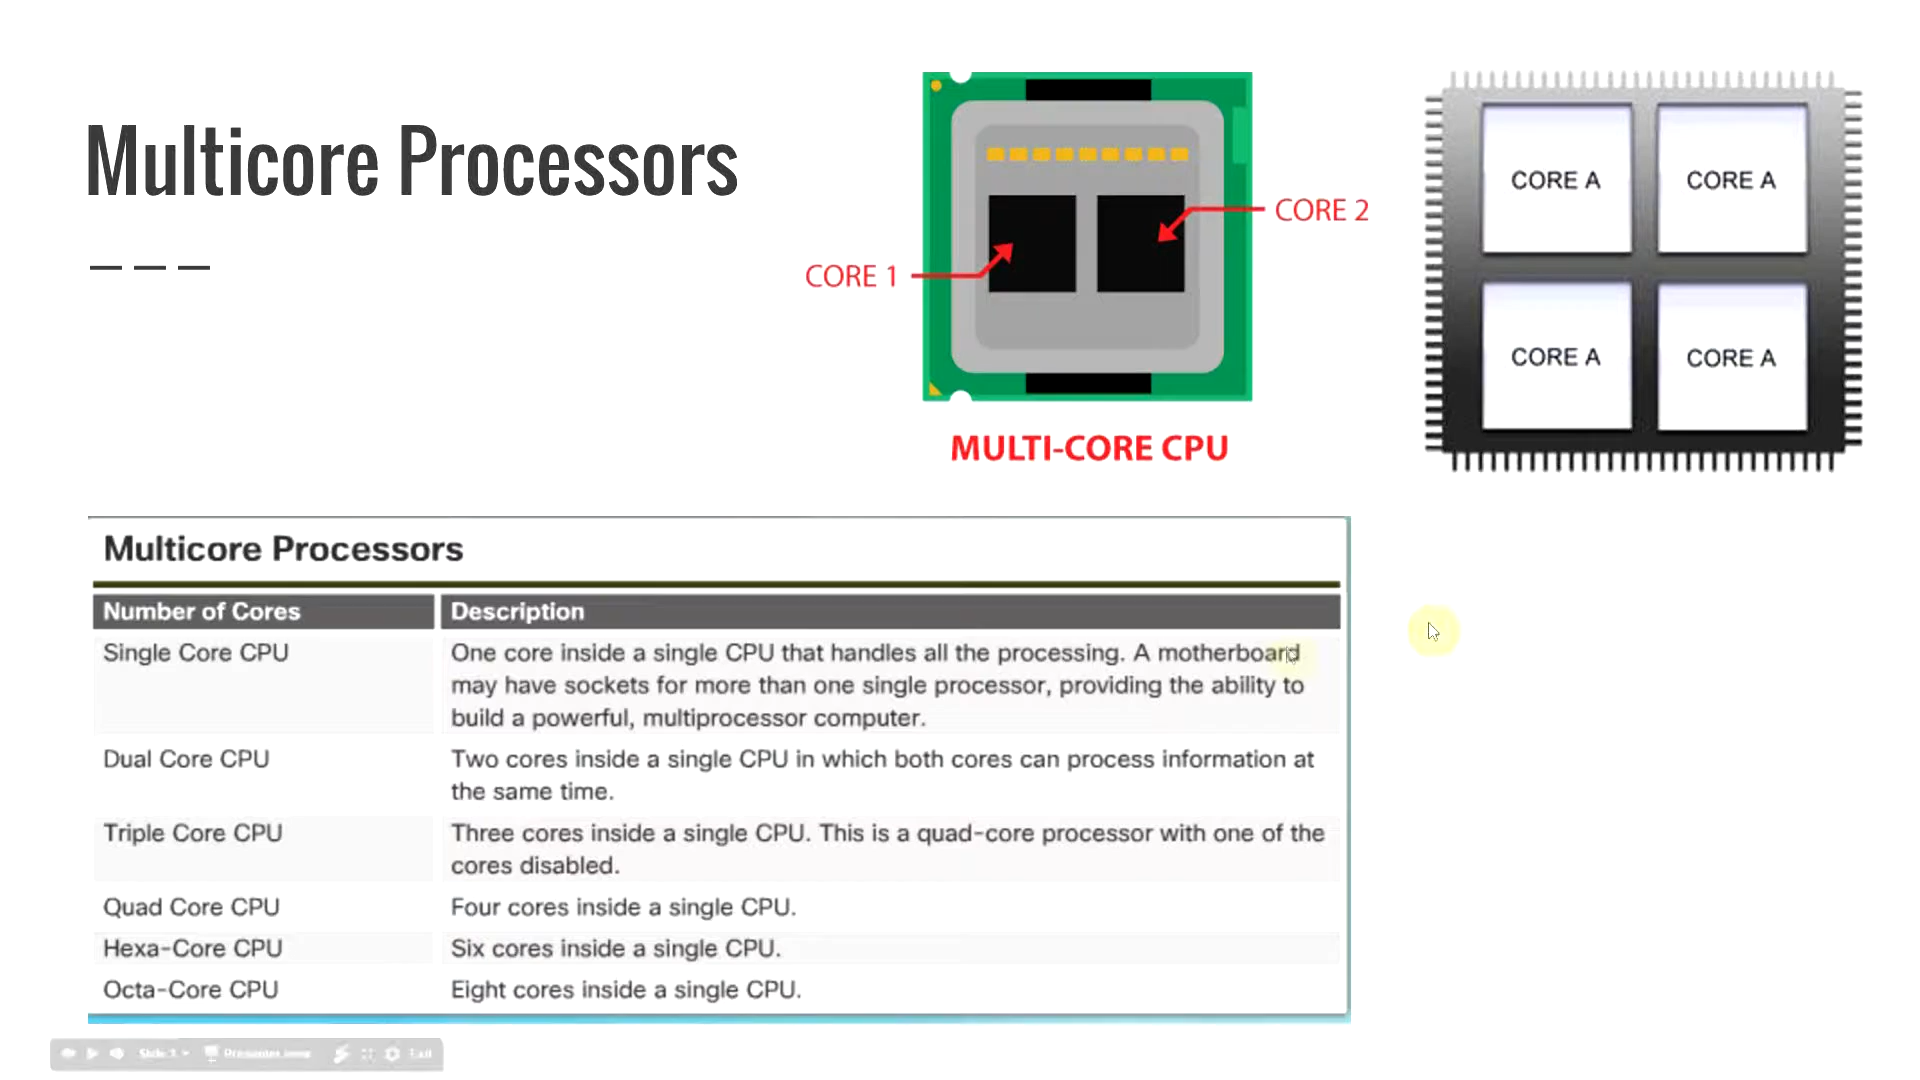 Multicore Processors
CORE 1
CORE 2
MULTI-CORE CPU
CORE A
CORE A
CORE A
CORE A
Multicore Processors
Number of Cores
Description
Single Core CPU
One core inside a single CPU that handles all the processing. A motherboard
may have sockets for more than one single processor, providing the ability to
build a powerful, multiprocessor computer.
Dual Core CPU
Two cores inside a single CPU in which both cores can process information at
the same time.
Triple Core CPU
Three cores inside a single CPU. This is a quad-core processor with one of the
cores disabled.
Quad Core CPU
Four cores inside a single CPU.
Hexa-Core CPU
Six cores inside a single CPU.
Octa-Core CPU
Eight cores inside a single CPU.
Slide
Exit